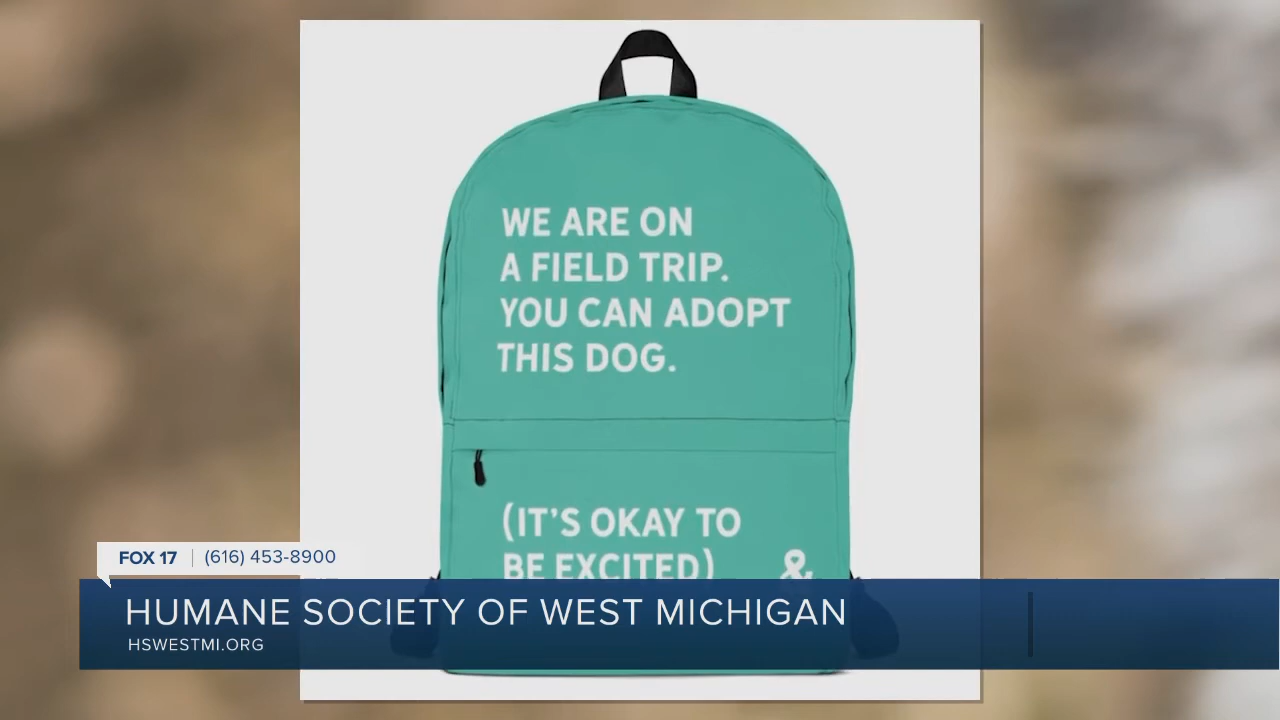 WE ARE ON
A FIELD TRIP.
YOU CAN ADOPT
THIS DOG.
(IT'S OKAY TO
BE EXCITED) &
FOX 17 (616) 453-8900
HUMANE SOCIETY OF WEST MICHIGAN
HSWESTMI.ORG